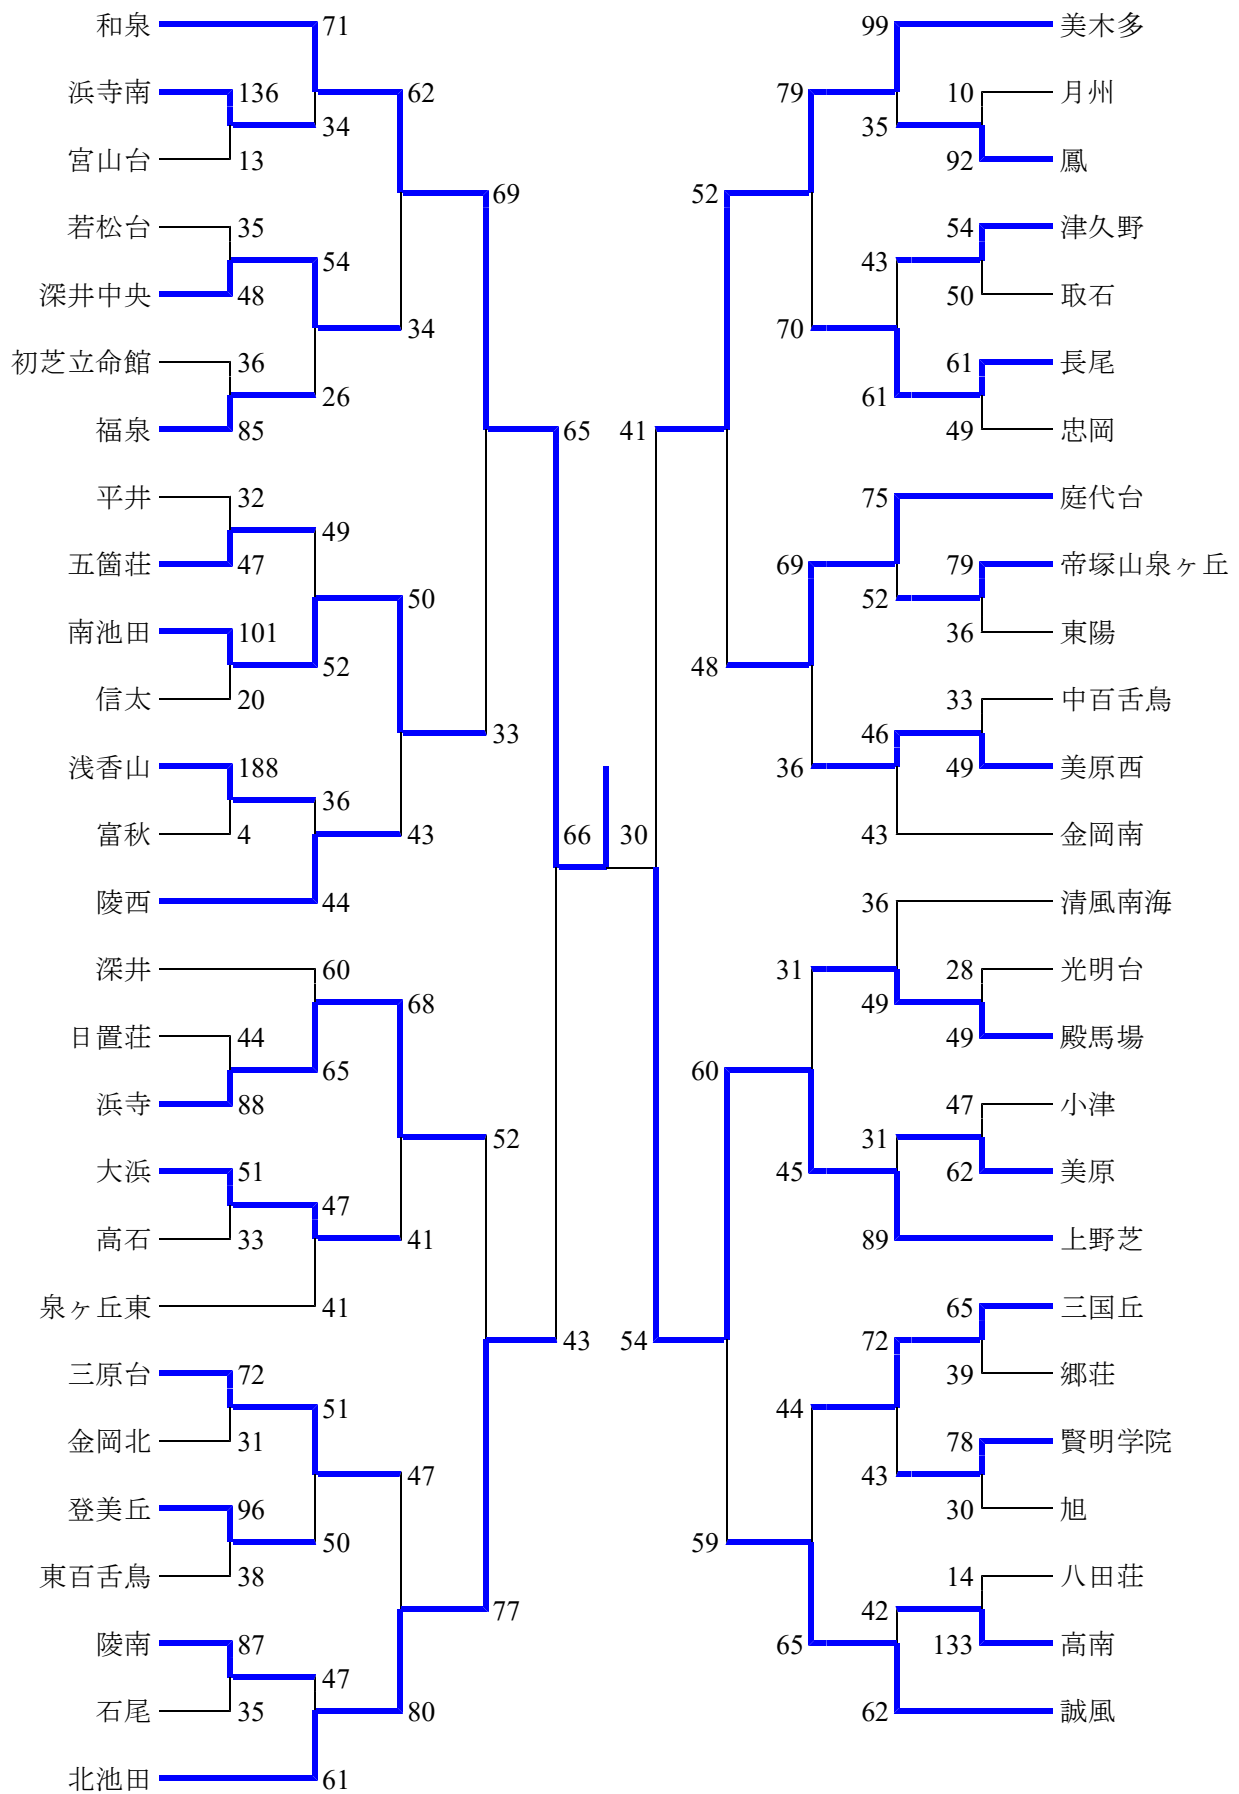 和泉 71 99 美木多
浜寺南 136 62 79 10 月州
34 35
宮山台 13 92 鳳
69 52
若松台 35 54 津久野
54 43
深井中央 48 50 取石
34 70
初芝立命館 36 61 長尾
26 61
福泉 85 65 41 49 忠岡
平井 32 75 庭代台
49
五箇荘 47 69 79 帝塚山泉ヶ丘
50 52
南池田 101 36 東陽
52 48
信太 20 33 中百舌鳥
33 46
浅香山 188 36 49 美原西
36
富秋 4 43 66 30 43 金岡南
陵西 44 36 清風南海
深井 60 31 28 光明台
68 49
日置荘 44 49 殿馬場
65 60
浜寺 88 47 小津
52 31
大浜 51 45 62 美原
47
高石 33 41 89 上野芝
泉ヶ丘東 41 65 三国丘
43 54 72
三原台 72 39 郷荘
51 44
金岡北 31 78 賢明学院
47 43
登美丘 96 30 旭
50 59
東百舌鳥 38 14 八田荘
77 42
陵南 87 65 133 高南
47
石尾 35 80 62 誠風
北池田 61